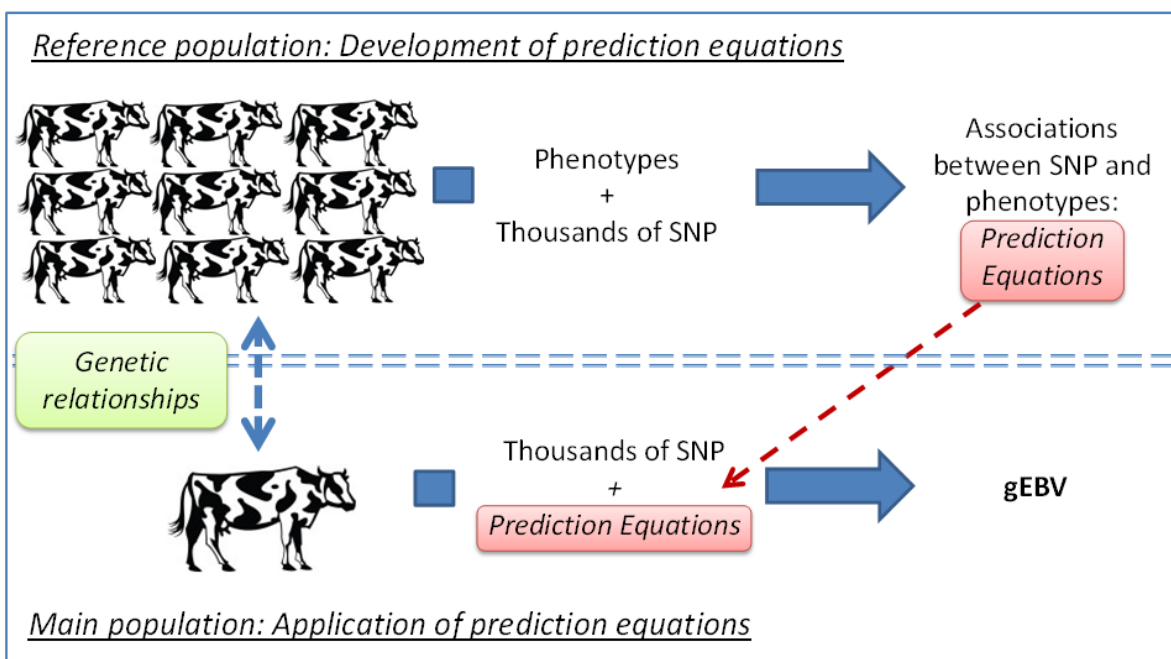 Reference population: Development of prediction equations
Phenotypes
+
Thousands of SNP
Associations
between SNP and
phenotypes:
Prediction
Equations
Genetic
relationships
Thousands of SNP
+
Prediction Equations
gEBV
Main population: Application of prediction equations